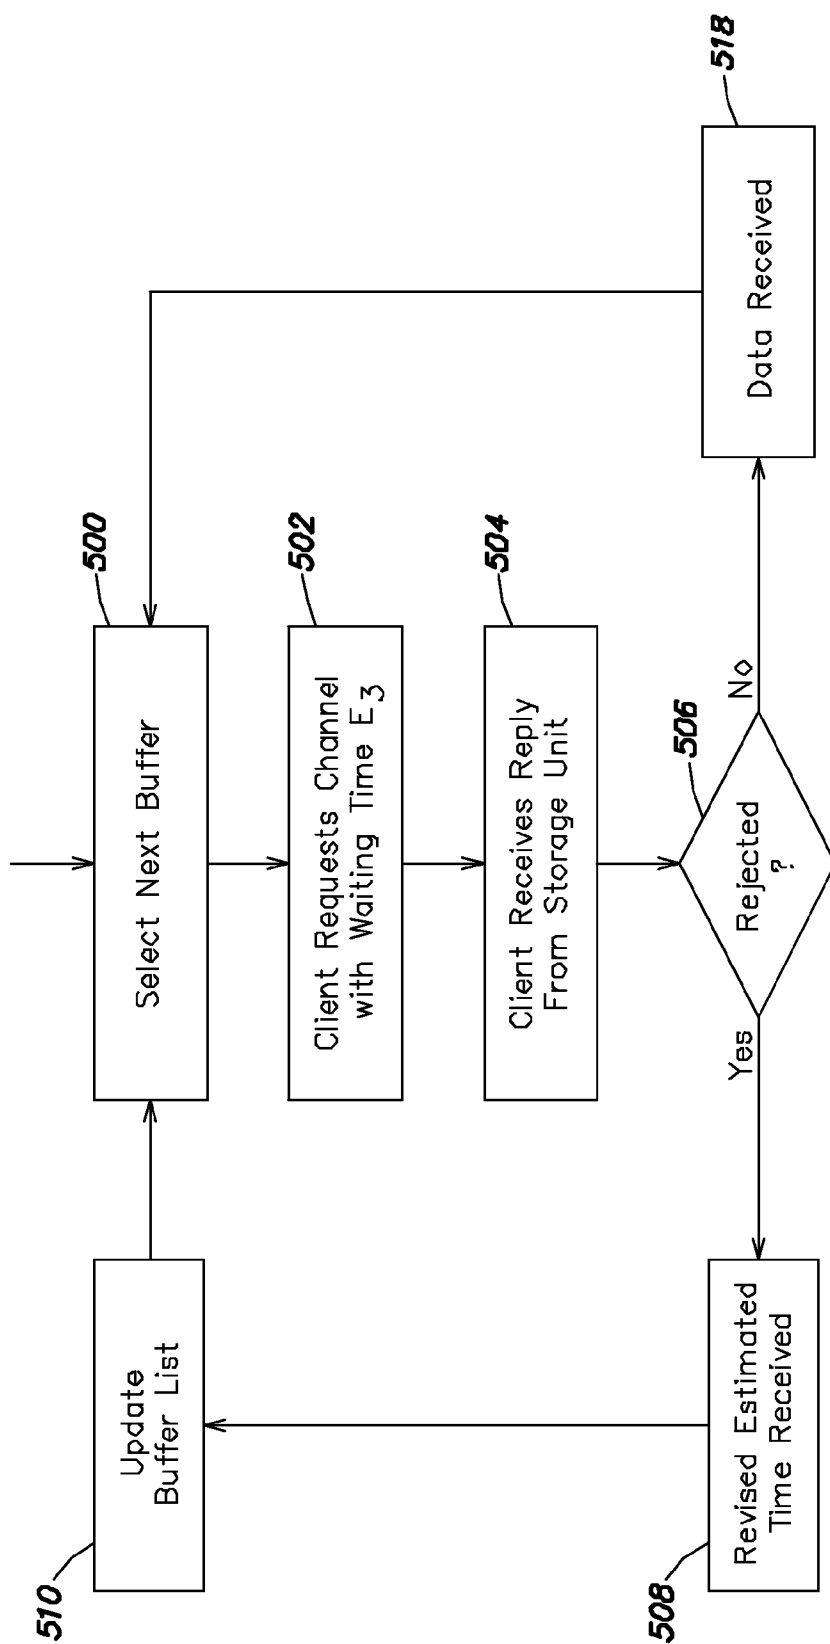 500
Select Next Buffer
502
Client Requests Channel
with Waiting Time E3
504
Client Receives Reply
From Storage Unit
506
Rejected
?
Yes
No
508
Revised Estimated
Time Received
510
Update
Buffer List
518
Data Received